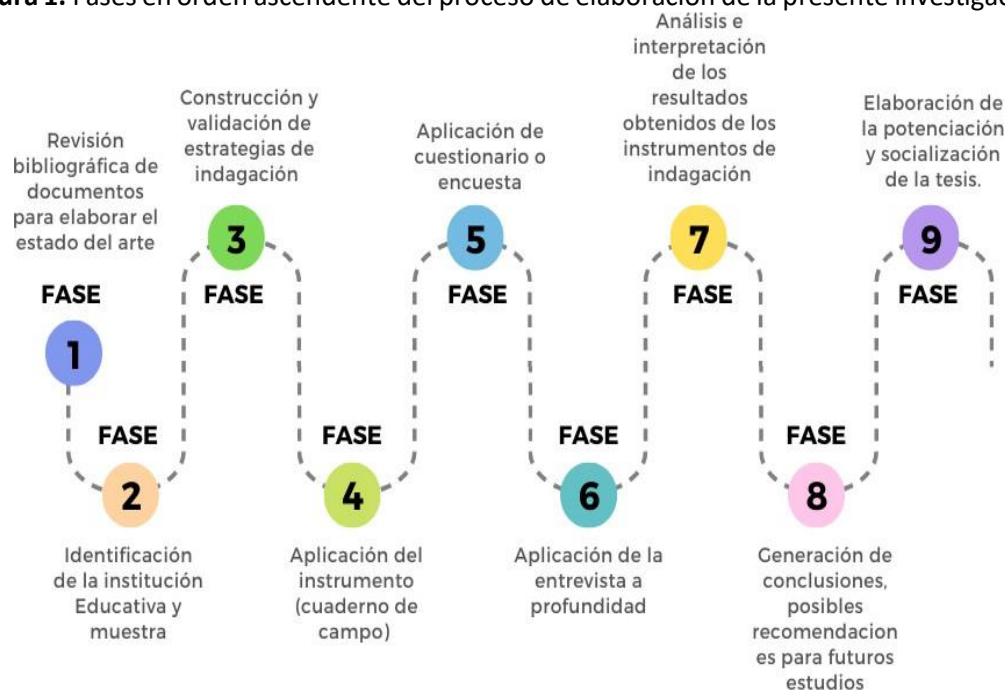 ura 1. Fases en orden ascendente del proceso de elaboración de la presente investiga
Revisión
bibliográfica de
documentos
para elaborar el
estado del arte
FASE
1
FASE
2
Identificación
de la institución
Educativa y
muestra
Construcción y
validación de
estrategias de
indagación
3
FASE
FASE
4
Aplicación del
instrumento
(cuaderno de
campo)
Aplicación de
cuestionario o
encuesta
5
FASE
FASE
6
Aplicación de la
entrevista a
profundidad
Análisis e
interpretación
de los
resultados
obtenidos de los
instrumentos de
indagación
7
FASE
FASE
8
Generación de
conclusiones,
posibles
recomendacion
es para futuros
estudios
Elaboración de
la potenciación
y socialización
de la tesis.
9
FASE